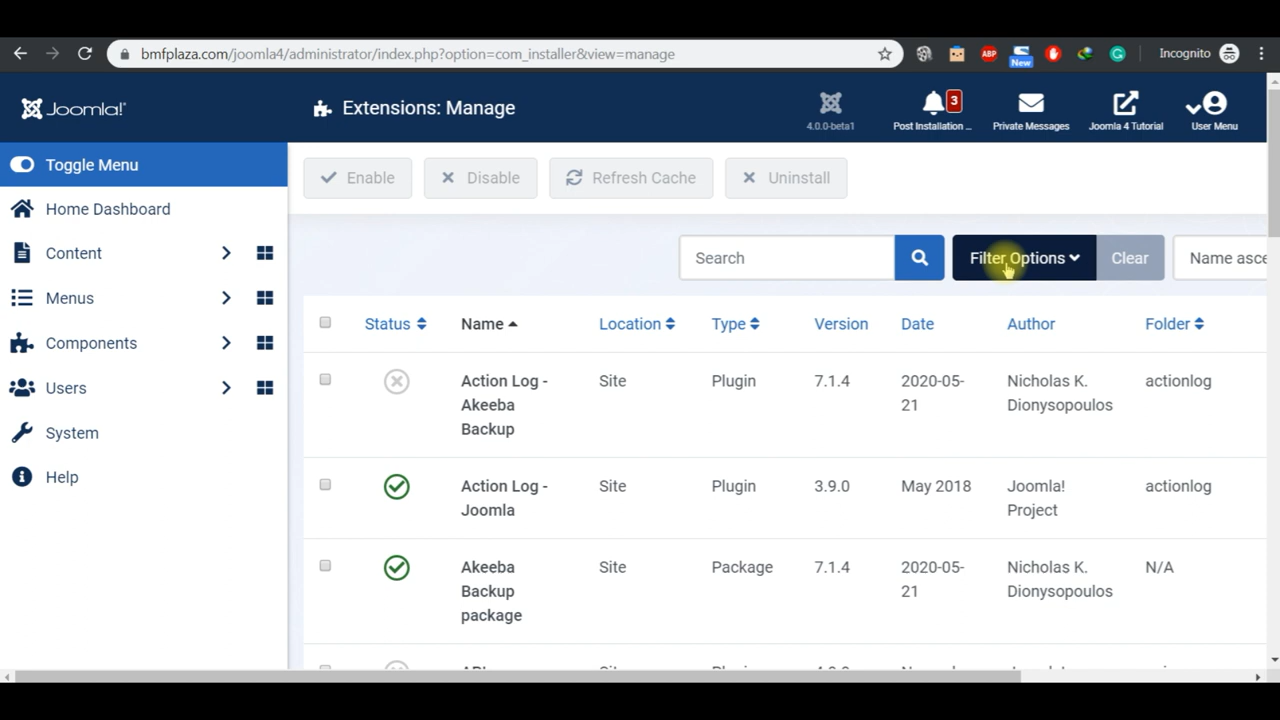 bmfplaza.com/joomla4/administrator/index.php?option=com_installer&view=manage
ABP
New
Incognito
Joomla!
Extensions: Manage
4.0.0-beta1
3
Post Installation ...
Private Messages
Joomla 4 Tutorial
User Menu
Toggle Menu
Enable
Disable
Refresh Cache
Uninstall
Home Dashboard
Content
Menus
Components
Users
System
Help
Search
Filter Options
Clear
Name asce
Status
Name
Location
Type
Version
Date
Author
Folder
Action Log -
Akeeba
Backup
Site
Plugin
7.1.4
2020-05-
21
Nicholas K.
Dionysopoulos
actionlog
Action Log -
Joomla
Site
Plugin
3.9.0
May 2018
Joomla!
Project
actionlog
Akeeba
Backup
package
Site
Package
7.1.4
2020-05-
21
Nicholas K.
Dionysopoulos
N/A